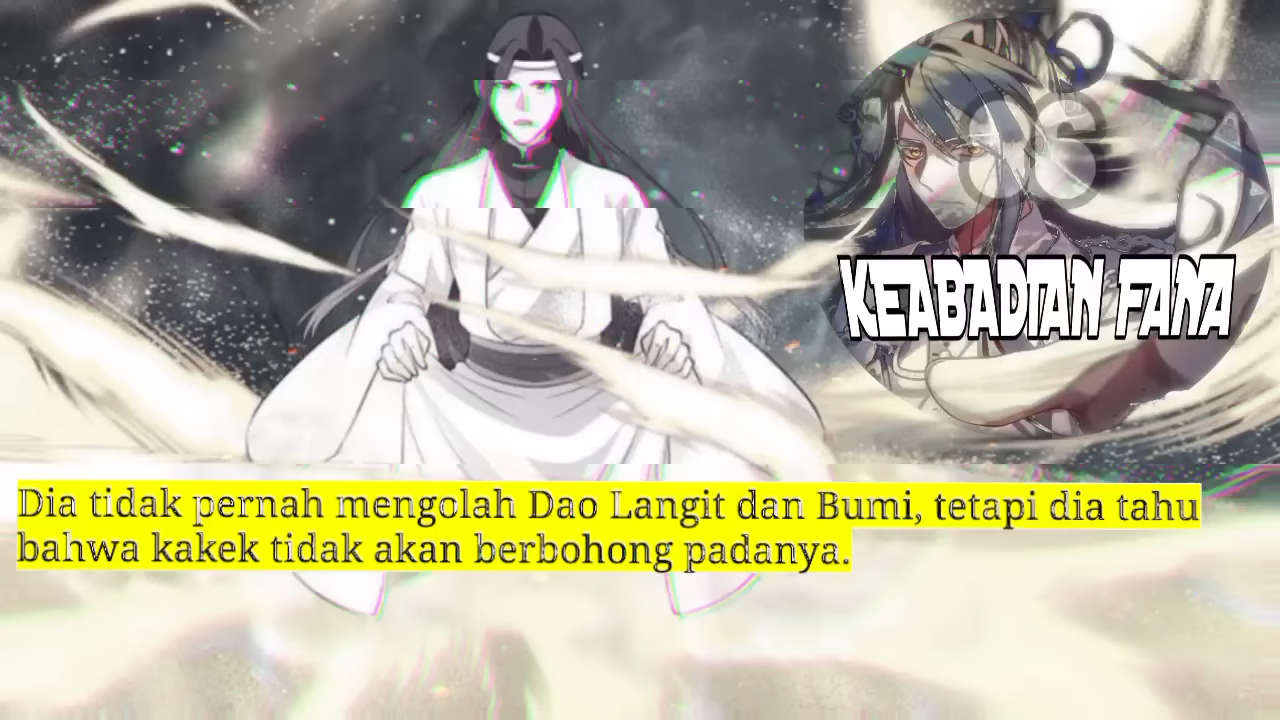 KEABADIAN FANA
Dia tidak pernah mengolah Dao Langit dan Bumi, tetapi dia tahu
bahwa kakek tidak akan berbohong padanya.